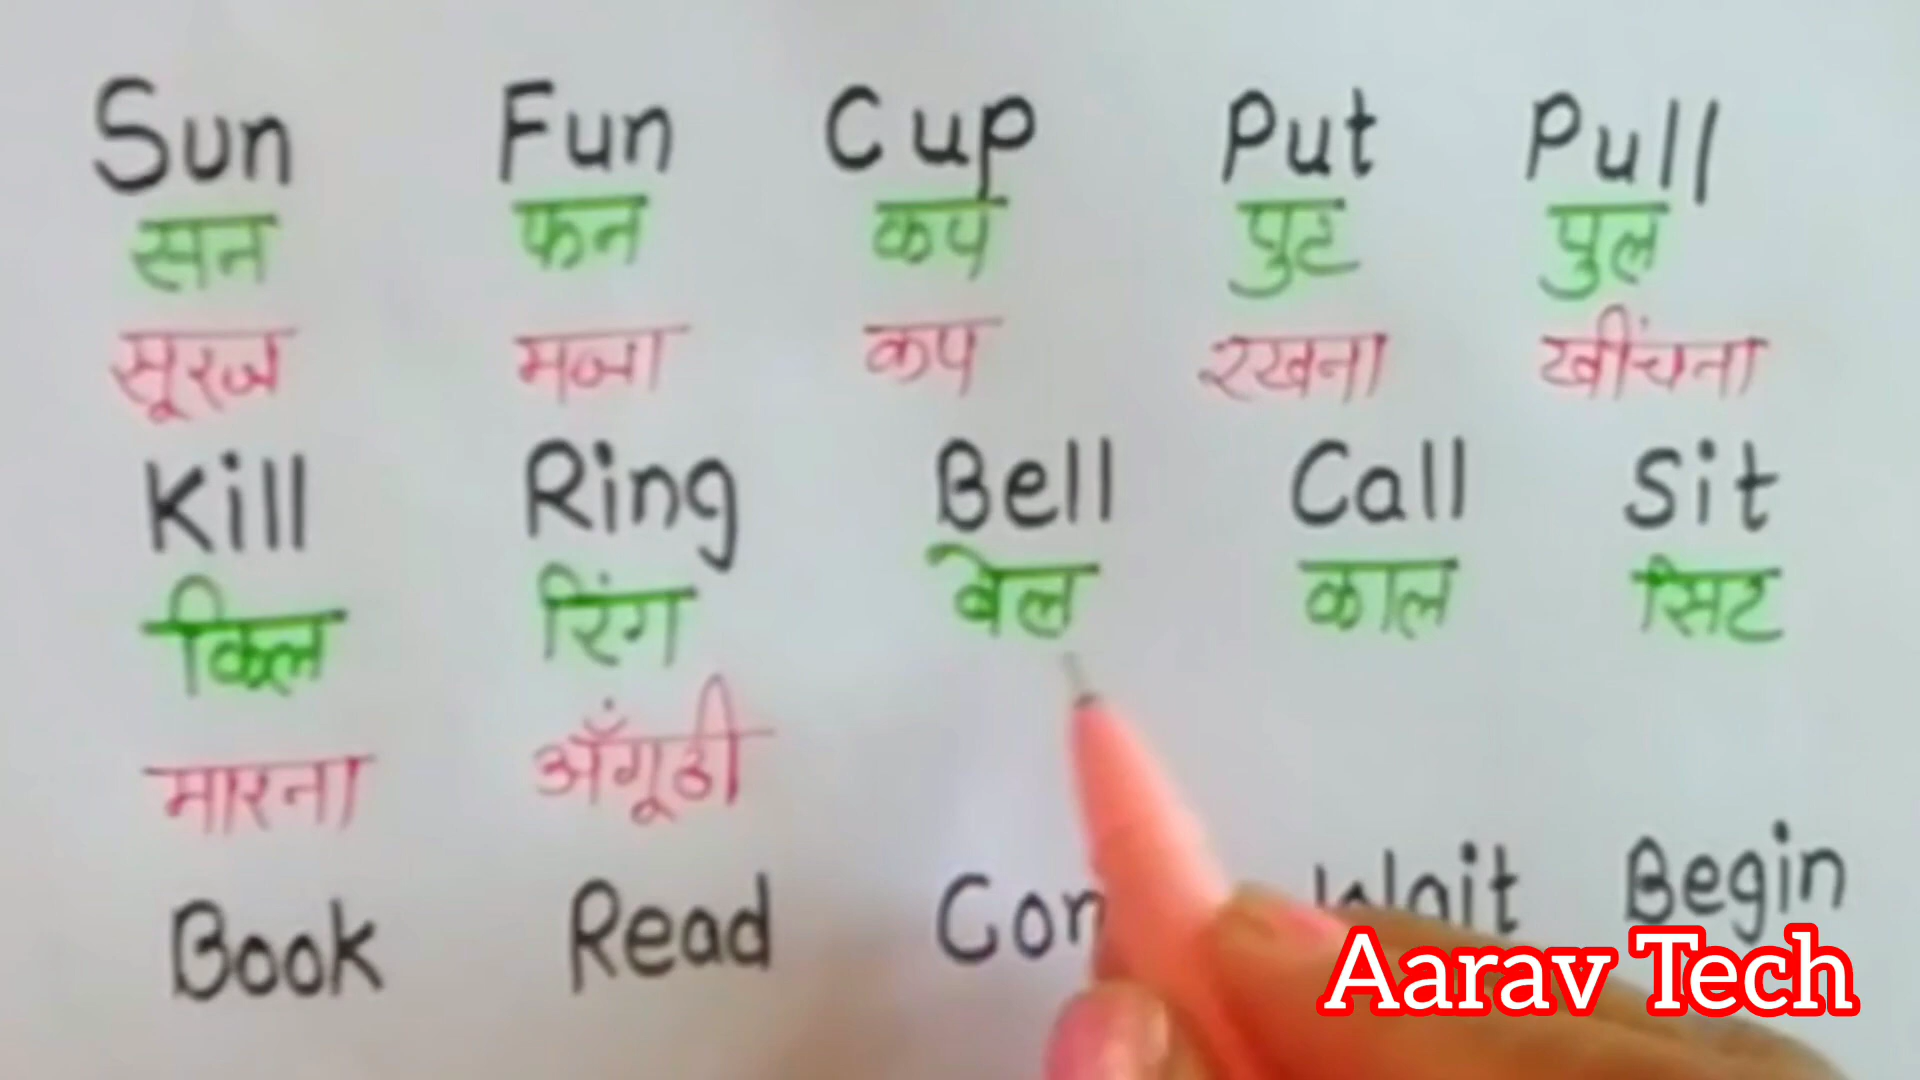 Sun Fun Cup Put Pull
सन फन कप पुट पुल
सूरज मजा कप रखना खींचना
Kill Ring Bell Call Sit
किल रिंग बेल काल सिट
मारना अँगूठी
Book Read Wait Begin
Aarav Tech